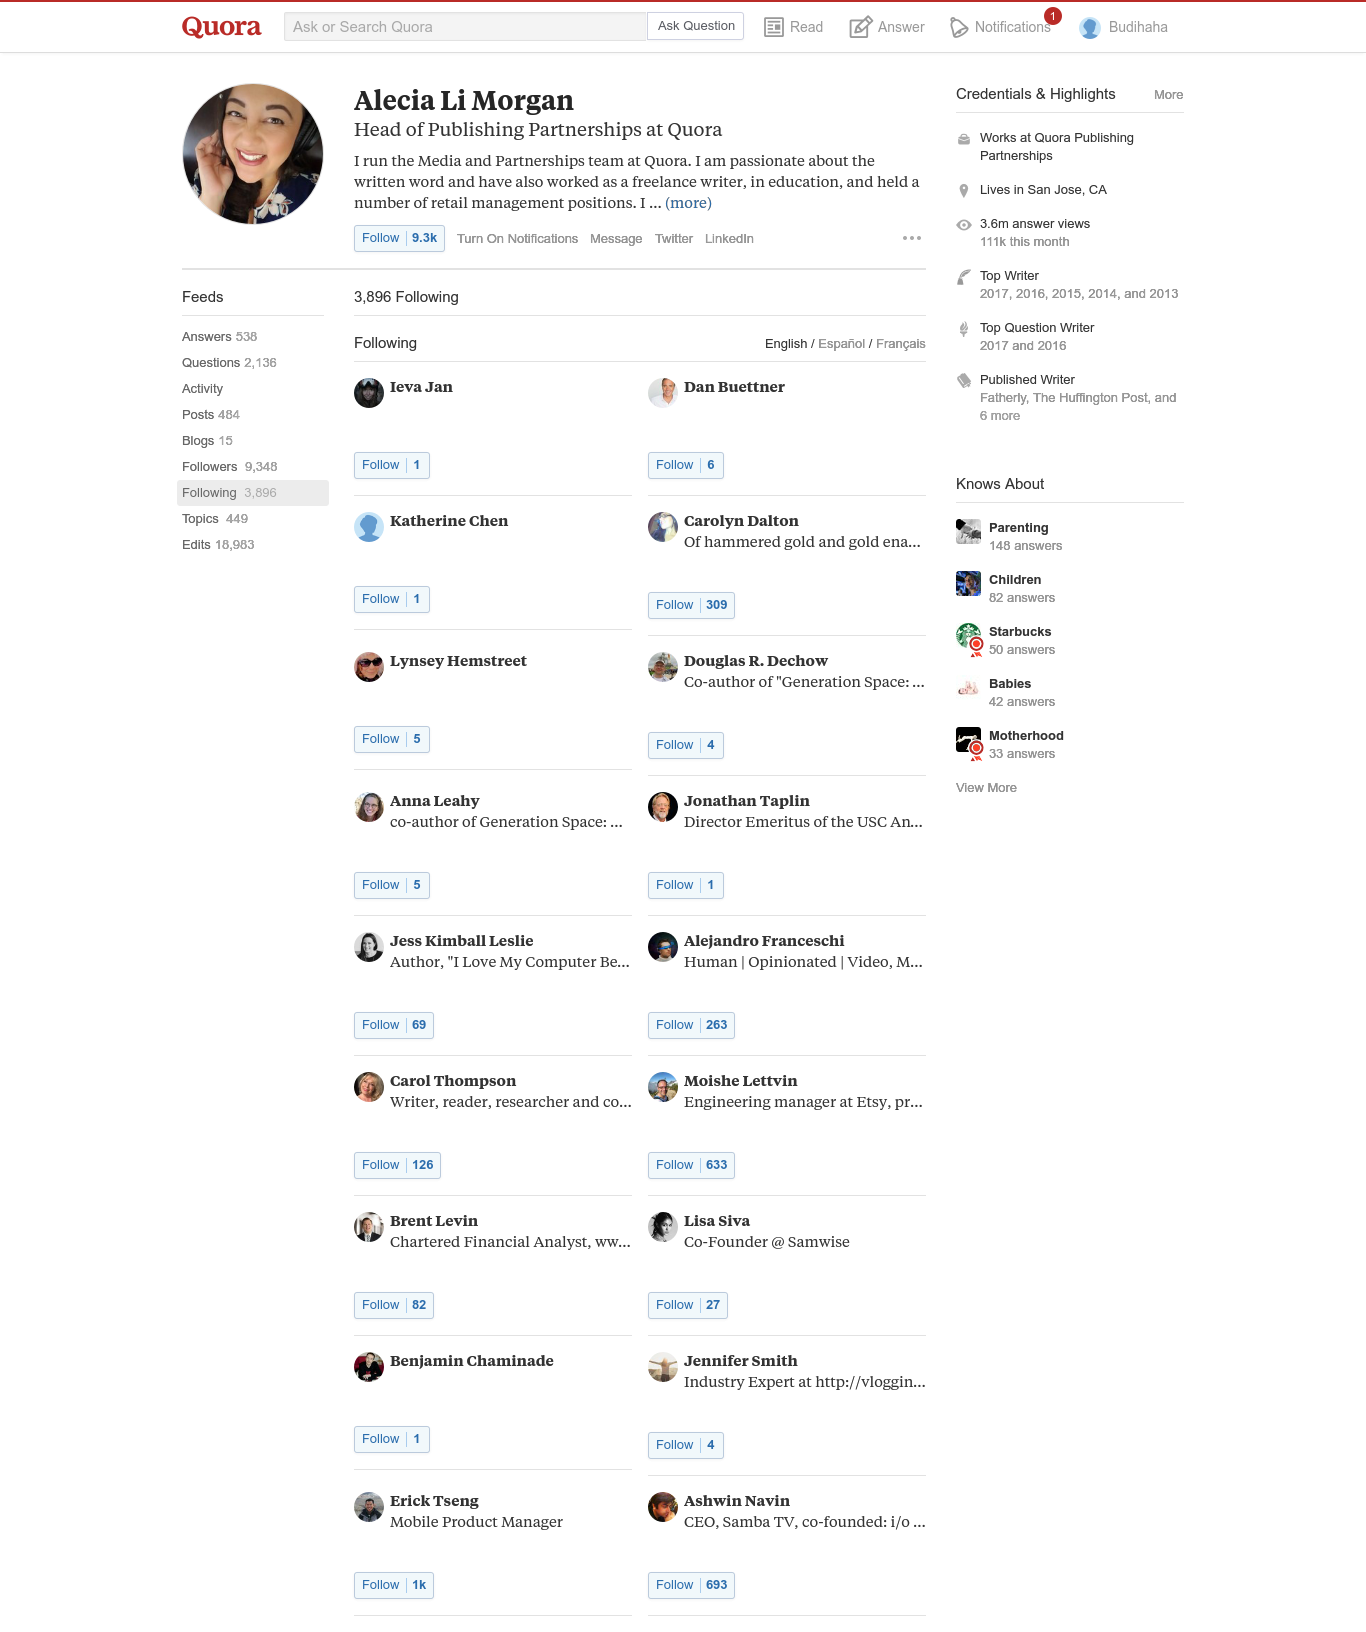 Quora
Ask or Search Quora
Ask Question
Read
Answer
Notifications
1
Budihaha
Alecia Li Morgan
Head of Publishing Partnerships at Quora
I run the Media and Partnerships team at Quora. I am passionate about the
written word and have also worked as a freelance writer, in education, and held a
number of retail management positions. I ... (more)
Follow 9.3k Turn On Notifications Message Twitter LinkedIn
Feeds
Answers 538
Questions 2,136
Activity
Posts 484
Blogs 15
Followers 9,348
Following 3,896
Topics 449
Edits 18,983
3,896 Following
Following
English / Español / Français
Ieva Jan
Follow 1
Dan Buettner
Follow 6
Katherine Chen
Follow 1
Carolyn Dalton
Of hammered gold and gold ena...
Follow 309
Lynsey Hemstreet
Follow 5
Douglas R. Dechow
Co-author of "Generation Space: ...
Follow 4
Anna Leahy
co-author of Generation Space: ...
Follow 5
Jonathan Taplin
Director Emeritus of the USC An...
Follow 1
Jess Kimball Leslie
Author, "I Love My Computer Be...
Follow 69
Alejandro Franceschi
Human | Opinionated | Video, M...
Follow 263
Carol Thompson
Writer, reader, researcher and co...
Follow 126
Moishe Lettvin
Engineering manager at Etsy, pr...
Follow 633
Brent Levin
Chartered Financial Analyst, ww...
Follow 82
Lisa Siva
Co-Founder @ Samwise
Follow 27
Benjamin Chaminade
Follow 1
Jennifer Smith
Industry Expert at http://vloggin...
Follow 4
Erick Tseng
Mobile Product Manager
Follow 1k
Ashwin Navin
CEO, Samba TV, co-founded: i/o ...
Follow 693
Credentials & Highlights
More
Works at Quora Publishing
Partnerships
Lives in San Jose, CA
3.6m answer views
111k this month
Top Writer
2017, 2016, 2015, 2014, and 2013
Top Question Writer
2017 and 2016
Published Writer
Fatherly, The Huffington Post, and
6 more
Knows About
Parenting
148 answers
Children
82 answers
Starbucks
50 answers
Babies
42 answers
Motherhood
33 answers
View More